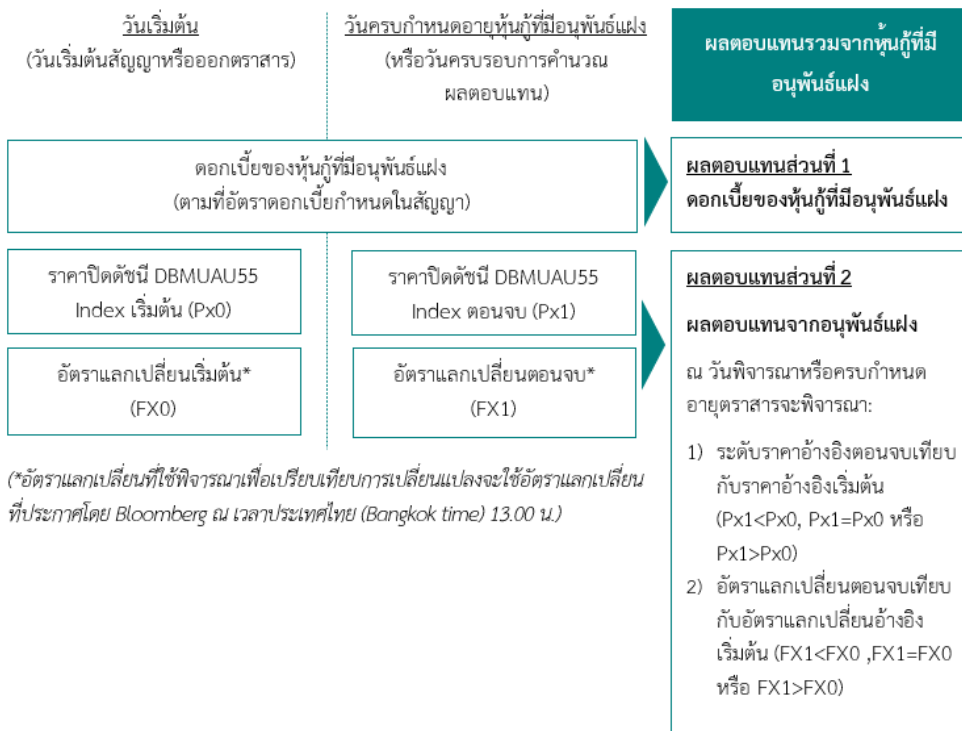 วันเริ่มต้น
(วันเริ่มต้นสัญญาหรือออกตราสาร)
วันครบกำหนดอายุหุ้นกู้ที่มีอนุพันธ์แฝง
(หรือวันครบรอบการคำนวณ
ผลตอบแทน)
ผลตอบแทนรวมจากหุ้นกู้ที่มี
อนุพันธ์แฝง
ดอกเบี้ยของหุ้นกู้ที่มีอนุพันธ์แฝง
(ตามที่อัตราดอกเบี้ยกำหนดในสัญญา)
ผลตอบแทนส่วนที่ 1
ดอกเบี้ยของหุ้นกู้ที่มีอนุพันธ์แฝง
ราคาปิดดัชนี DBMUAU55
Index เริ่มต้น (Px0)
ราคาปิดดัชนี DBMUAU55
Index ตอนจบ (Px1)
อัตราแลกเปลี่ยนเริ่มต้น*
(FX0)
อัตราแลกเปลี่ยนตอนจบ*
(FX1)
(*อัตราแลกเปลี่ยนที่ใช้พิจารณาเพื่อเปรียบเทียบการเปลี่ยนแปลงจะใช้อัตราแลกเปลี่ยน
ที่ประกาศโดย Bloomberg ณ เวลาประเทศไทย (Bangkok time) 13.00 น.)
ผลตอบแทนส่วนที่ 2
ผลตอบแทนจากอนุพันธ์แฝง
ณ วันพิจารณาหรือครบกำหนด
อายุตราสารจะพิจารณา:
1) ระดับราคาอ้างอิงตอนจบเทียบ
กับราคาอ้างอิงเริ่มต้น
(Px1<Px0, Px1=Px0 หรือ
Px1>Px0)
2) อัตราแลกเปลี่ยนตอนจบเทียบ
กับอัตราแลกเปลี่ยนอ้างอิง
เริ่มต้น (FX1<FX0 ,FX1=FX0
หรือ FX1>FX0)